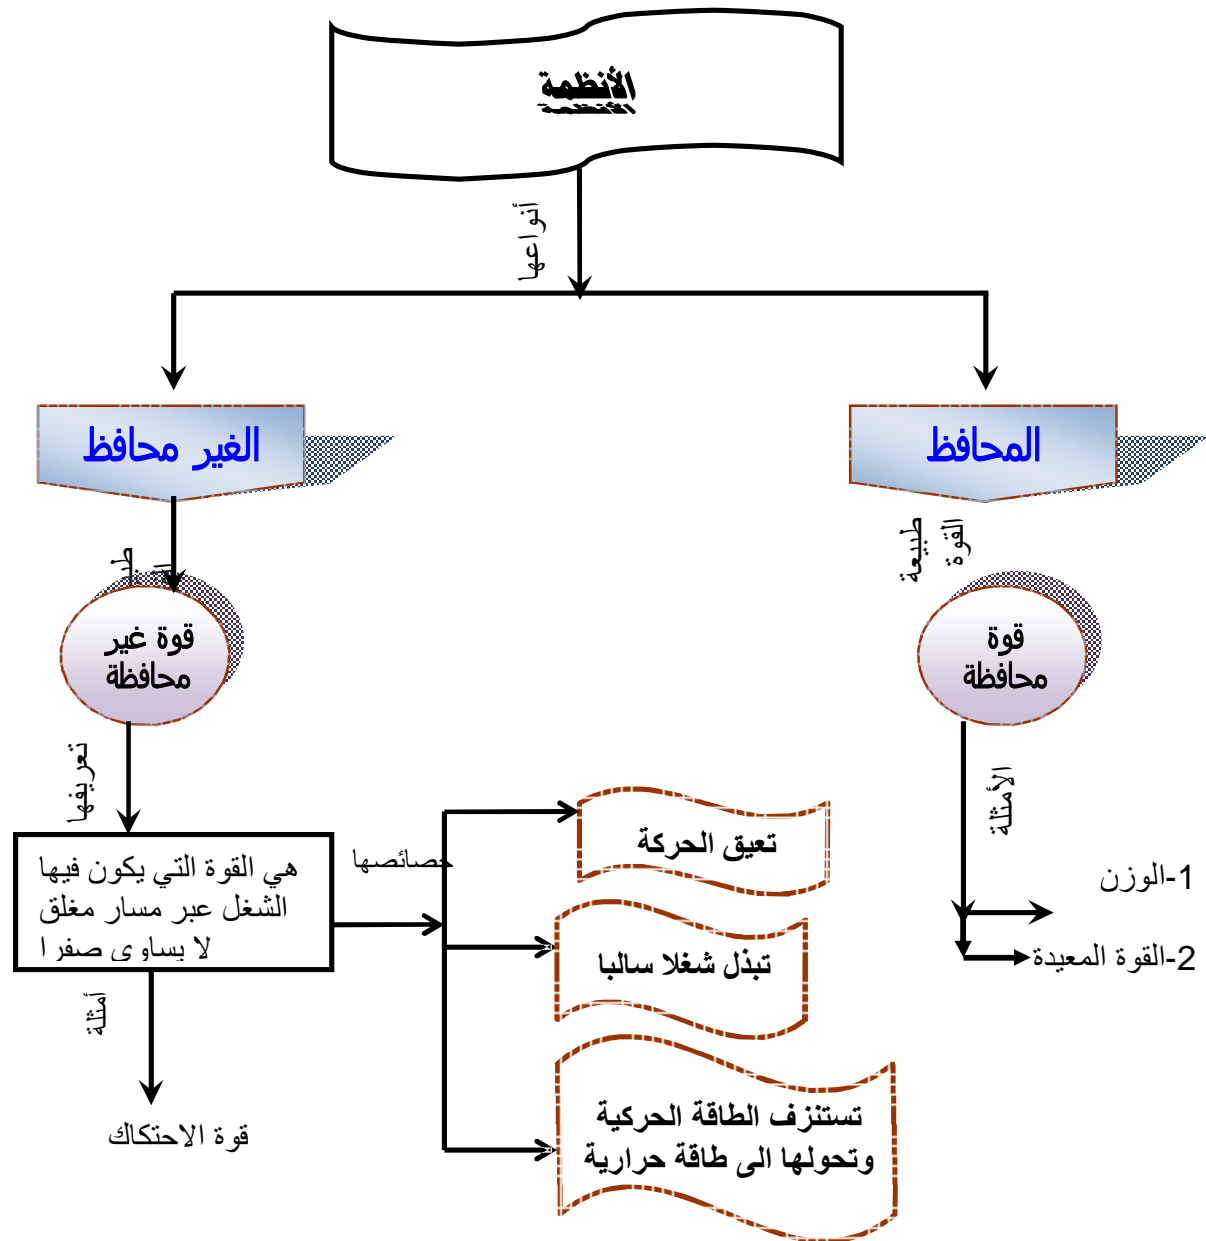 الأنظمة
أنواعها
المحافظ
الغير محافظ
طبيعة
القوة
قوة
محافظة
قوة غير
محافظة
الأمثلة
1-الوزن
2-القوة المعيدة
تعريفها
هي القوة التي يكون فيها
الشغل عبر مسار مغلق
لا يساوي صفرا
خصائصها
تعيق الحركة
تبذل شغلا سالبا
تستنزف الطاقة الحركية
وتحولها الى طاقة حرارية
أمثلة
قوة الاحتكاك